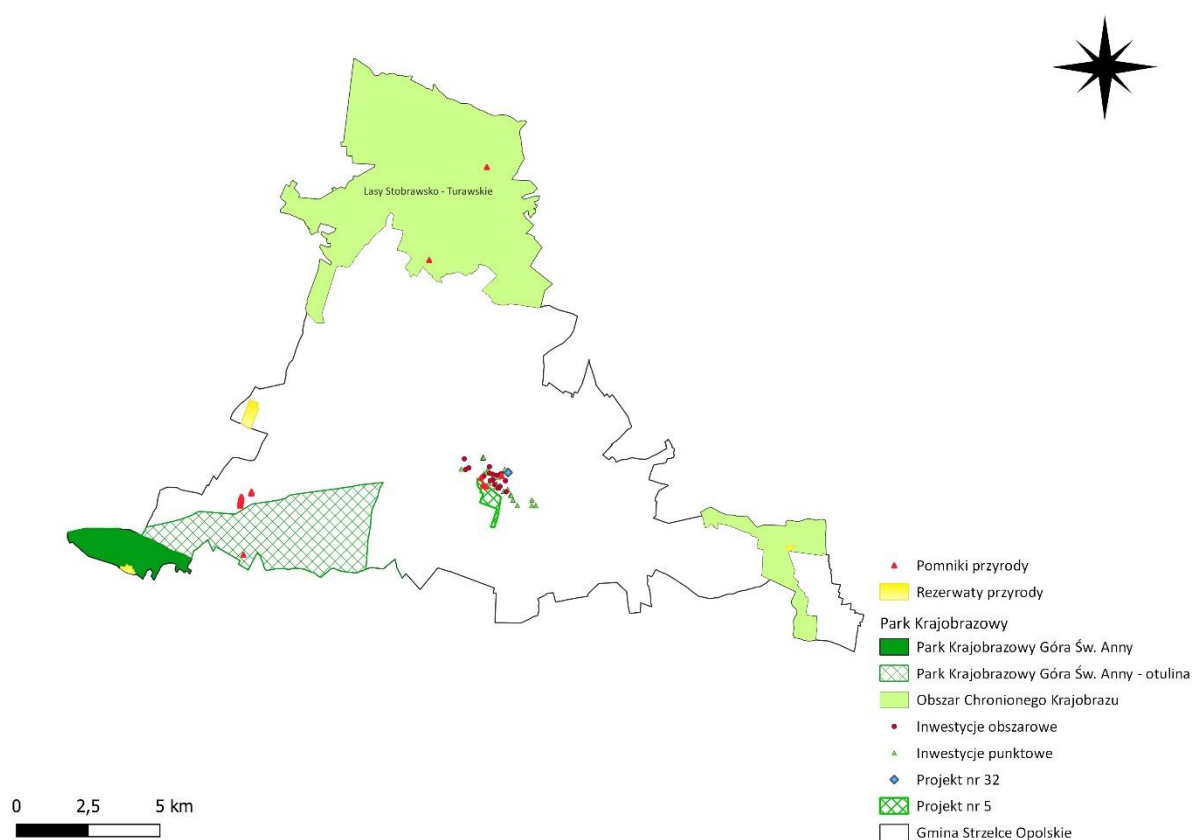 Lasy Stobrawsko - Turawskie
Pomniki przyrody
Rezerwaty przyrody
Park Krajobrazowy
Park Krajobrazowy Góra Św. Anny
Park Krajobrazowy Góra Św. Anny - otulina
Obszar Chronionego Krajobrazu
Inwestycje obszarowe
Inwestycje punktowe
Projekt nr 32
Projekt nr 5
Gmina Strzelce Opolskie
0 2,5 5 km